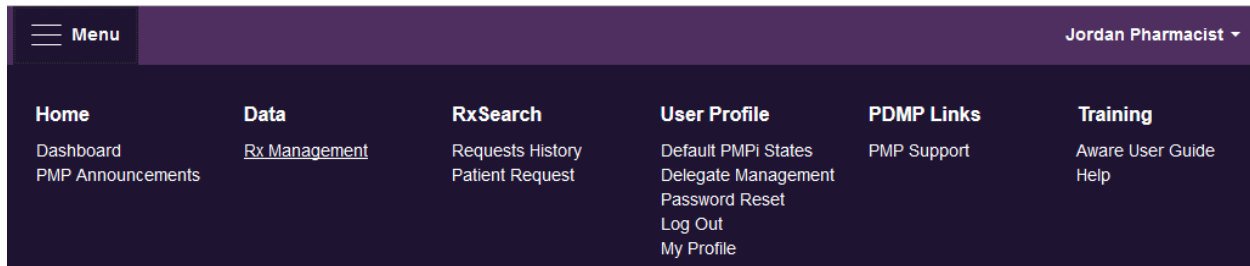 Menu
Jordan Pharmacist
Home
Dashboard
PMP Announcements
Data
Rx Management
RxSearch
Requests History
Patient Request
User Profile
Default PMPi States
Delegate Management
Password Reset
Log Out
My Profile
PDMP Links
PMP Support
Training
Aware User Guide
Help